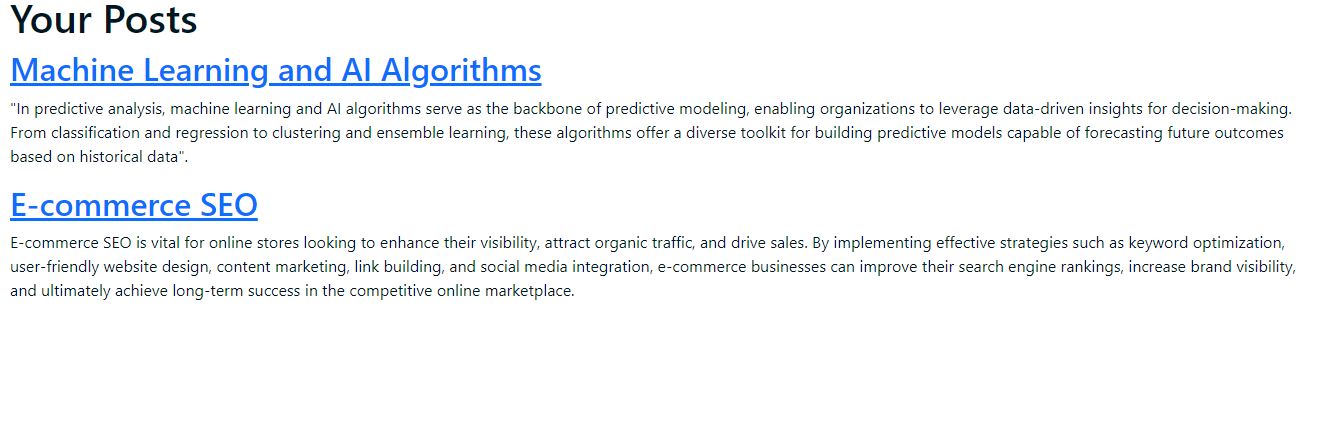 Your Posts
Machine Learning and AI Algorithms
"In predictive analysis, machine learning and AI algorithms serve as the backbone of predictive modeling, enabling organizations to leverage data-driven insights for decision-making.
From classification and regression to clustering and ensemble learning, these algorithms offer a diverse toolkit for building predictive models capable of forecasting future outcomes
based on historical data".
E-commerce SEO
E-commerce SEO is vital for online stores looking to enhance their visibility, attract organic traffic, and drive sales. By implementing effective strategies such as keyword optimization,
user-friendly website design, content marketing, link building, and social media integration, e-commerce businesses can improve their search engine rankings, increase brand visibility,
and ultimately achieve long-term success in the competitive online marketplace.